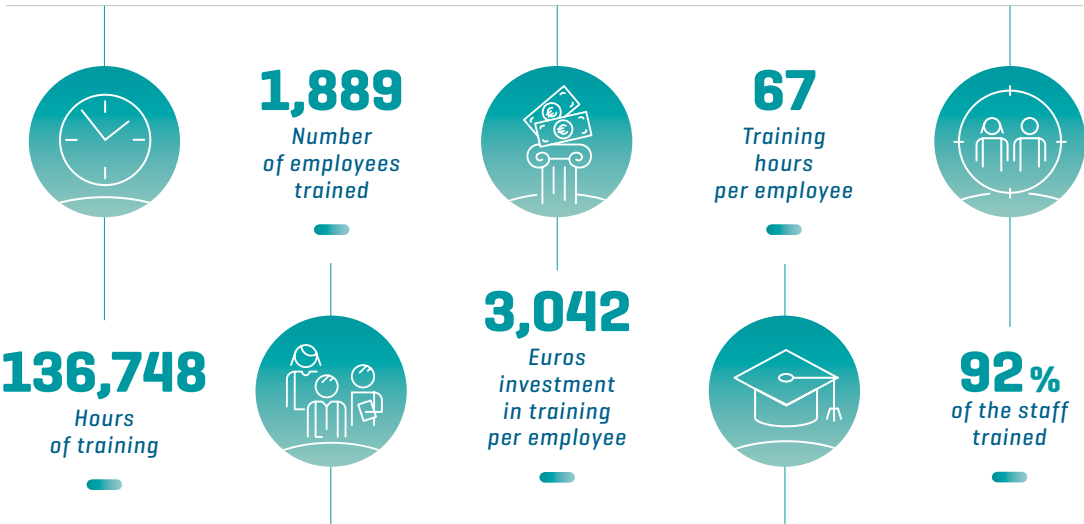 136,748
Hours
of training
1,889
Number
of employees
trained
3,042
Euros
investment
in training
per employee
67
Training
hours
per employee
92 %
of the staff
trained